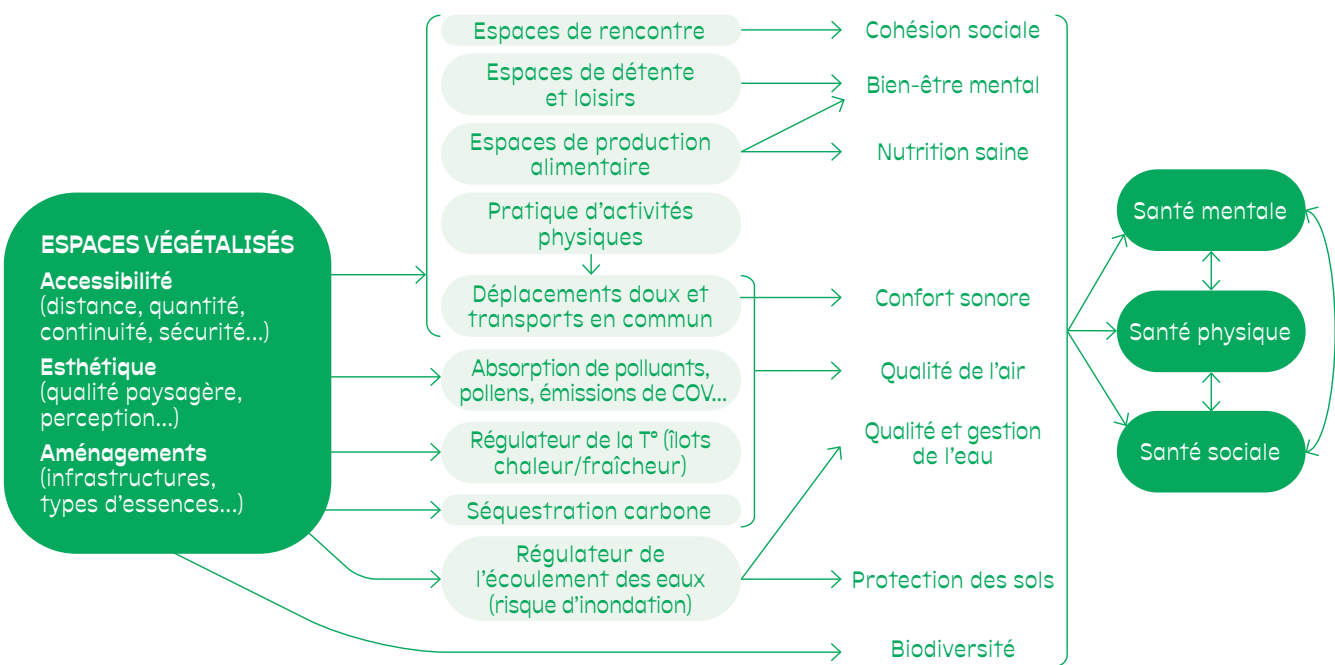 ESPACES VÉGÉTALISÉS
Accessibilité
(distance, quantité,
continuité, sécurité...)
Esthétique
(qualité paysagère,
perception...)
Aménagements
(infrastructures,
types d'essences...)
Espaces de rencontre
Espaces de détente
et loisirs
Espaces de production
alimentaire
Pratique d'activités
physiques
Déplacements doux et
transports en commun
Absorption de polluants,
pollens, émissions de COV...
Régulateur de la T° (îlots
chaleur/fraîcheur)
Séquestration carbone
Régulateur de
l'écoulement des eaux
(risque d'inondation)
Cohésion sociale
Bien-être mental
Nutrition saine
Confort sonore
Qualité de l'air
Qualité et gestion
de l'eau
Protection des sols
Biodiversité
Santé mentale
Santé physique
Santé sociale